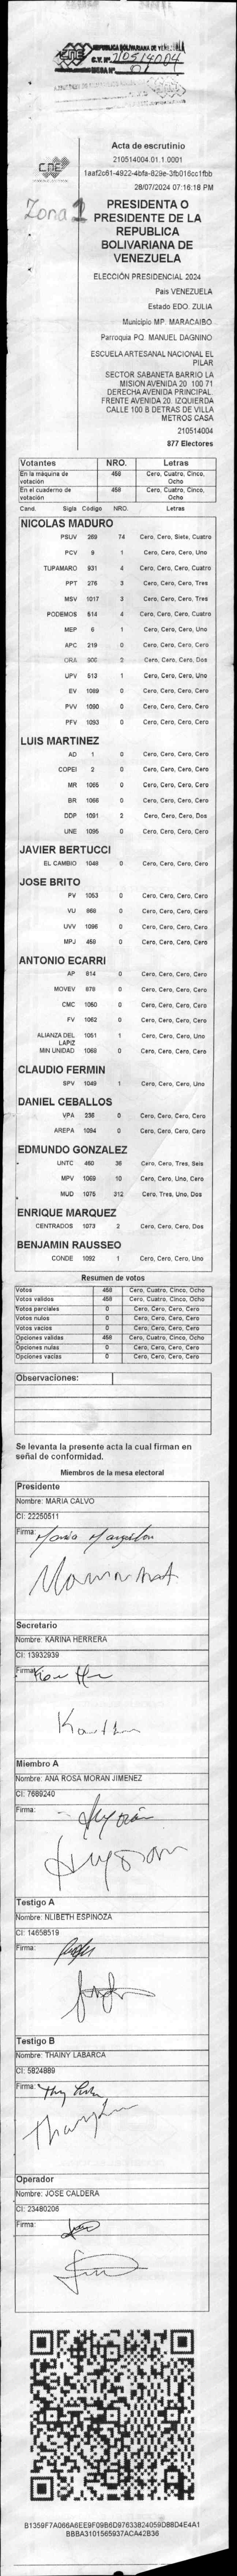 REPUBLICA BOLIVARIANA DE VENEZUELA
C.V. Nº 210514004
CNE
Acta de escrutinio
210514004.01.1.0001
1aaf2c61-4922-4bfa-829e-3fb016cc1fbb
28/07/2024 07:16:18 PM
Zona 1
PRESIDENTA O
PRESIDENTE DE LA
REPUBLICA
BOLIVARIANA DE
VENEZUELA
ELECCIÓN PRESIDENCIAL 2024
Pais VENEZUELA
Estado EDO. ZULIA
Municipio MP. MARACAIBO
Parroquia PQ. MANUEL DAGNINO
ESCUELA ARTESANAL NACIONAL EL
PILAR
SECTOR SABANETA BARRIO LA
MISION AVENIDA 20 100 71
DERECHA AVENIDA PRINCIPAL.
FRENTE AVENIDA 20. IZQUIERDA
CALLE 100 B DETRAS DE VILLA
METROS CASA
210514004
877 Electores
Votantes NRO. Letras
En la máquina de votación 458 Cero, Cuatro, Cinco, Ocho
En el cuaderno de votación 458 Cero, Cuatro, Cinco, Ocho
Cand. Sigla Código NRO. Letras
NICOLAS MADURO
PSUV 269 74 Cero, Cero, Siete, Cuatro
PCV 9 1 Cero, Cero, Cero, Uno
TUPAMARO 931 4 Cero, Cero, Cero, Cuatro
PPT 276 3 Cero, Cero, Cero, Tres
MSV 1017 3 Cero, Cero, Cero, Tres
PODEMOS 514 4 Cero, Cero, Cero, Cuatro
MEP 6 1 Cero, Cero, Cero, Uno
APC 219 0 Cero, Cero, Cero, Cero
ORA 900 2 Cero, Cero, Cero, Dos
UPV 513 1 Cero, Cero, Cero, Uno
EV 1089 0 Cero, Cero, Cero, Cero
PVV 1090 0 Cero, Cero, Cero, Cero
PFV 1093 0 Cero, Cero, Cero, Cero
LUIS MARTINEZ
AD 1 0 Cero, Cero, Cero, Cero
COPEI 2 0 Cero, Cero, Cero, Cero
MR 1065 0 Cero, Cero, Cero, Cero
BR 1066 0 Cero, Cero, Cero, Cero
DDP 1091 2 Cero, Cero, Cero, Dos
UNE 1095 0 Cero, Cero, Cero, Cero
JAVIER BERTUCCI
EL CAMBIO 1048 0 Cero, Cero, Cero, Cero
JOSE BRITO
PV 1053 0 Cero, Cero, Cero, Cero
VU 868 0 Cero, Cero, Cero, Cero
UVV 1096 0 Cero, Cero, Cero, Cero
MPJ 458 0 Cero, Cero, Cero, Cero
ANTONIO ECARRI
AP 814 0 Cero, Cero, Cero, Cero
MOVEV 878 0 Cero, Cero, Cero, Cero
CMC 1050 0 Cero, Cero, Cero, Cero
FV 1062 0 Cero, Cero, Cero, Cero
ALIANZA DEL LAPIZ 1051 1 Cero, Cero, Cero, Uno
MIN UNIDAD 1069 0 Cero, Cero, Cero, Cero
CLAUDIO FERMIN
SPV 1049 1 Cero, Cero, Cero, Uno
DANIEL CEBALLOS
VPA 236 0 Cero, Cero, Cero, Cero
AREPA 1094 0 Cero, Cero, Cero, Cero
EDMUNDO GONZALEZ
UNTC 460 36 Cero, Cero, Tres, Seis
MPV 1069 10 Cero, Cero, Uno, Cero
MUD 1075 312 Cero, Tres, Uno, Dos
ENRIQUE MARQUEZ
CENTRADOS 1073 2 Cero, Cero, Cero, Dos
BENJAMIN RAUSSEO
CONDE 1092 1 Cero, Cero, Cero, Uno
Resumen de votos
Votos 458 Cero, Cuatro, Cinco, Ocho
Votos validos 458 Cero, Cuatro, Cinco, Ocho
Votos parciales 0 Cero, Cero, Cero, Cero
Votos nulos 0 Cero, Cero, Cero, Cero
Votos vacios 0 Cero, Cero, Cero, Cero
Opciones validas 458 Cero, Cuatro, Cinco, Ocho
Opciones nulas 0 Cero, Cero, Cero, Cero
Opciones vacías 0 Cero, Cero, Cero, Cero
Observaciones:
Se levanta la presente acta la cual firman en
señal de conformidad.
Miembros de la mesa electoral
Presidente
Nombre: MARIA CALVO
CI: 22250511
Firma:
Secretario
Nombre: KARINA HERRERA
CI: 13932939
Firma:
Miembro A
Nombre: ANA ROSA MORAN JIMENEZ
CI: 7669240
Firma:
Testigo A
Nombre: NLIBETH ESPINOZA
CI: 14658519
Firma:
Testigo B
Nombre: THAINY LABARCA
CI: 5824889
Firma:
Operador
Nombre: JOSE CALDERA
CI: 23480206
Firma:
B1359F7A066A6EE9F09B6D97633824059D88D4E4A1
BBBA3101565937ACA42B36